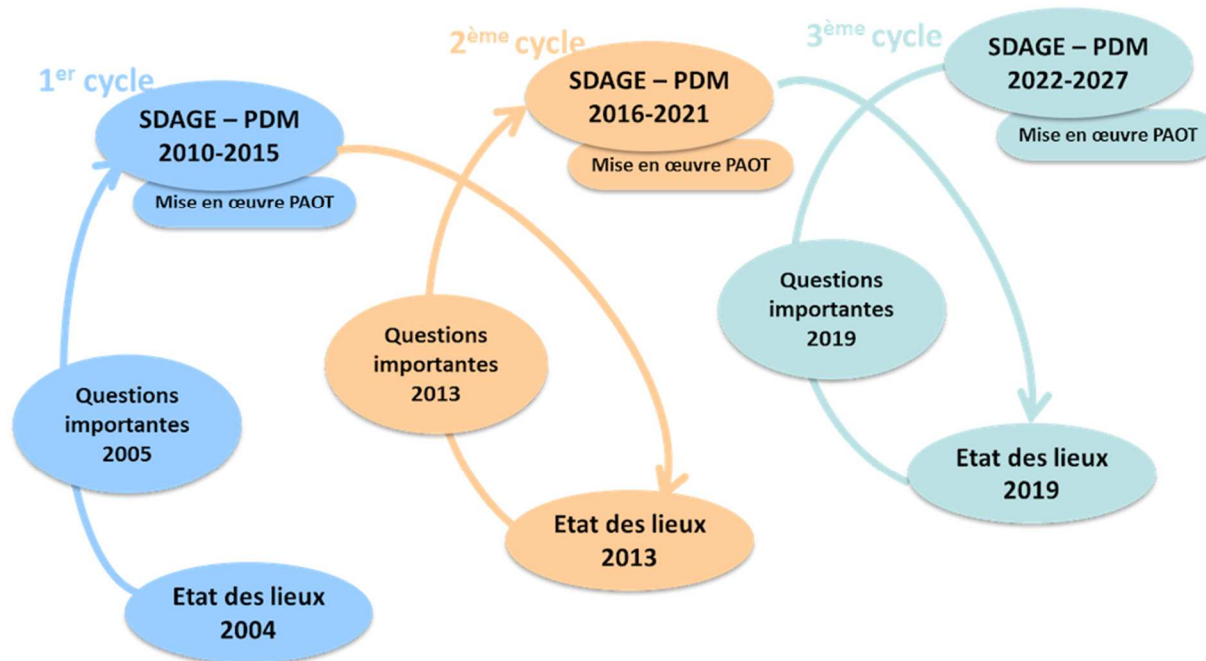 1er cycle
SDAGE – PDM
2010-2015
Mise en œuvre PAOT
Questions
importantes
2005
Etat des lieux
2004
2ème cycle
SDAGE – PDM
2016-2021
Mise en œuvre PAOT
Questions
importantes
2013
Etat des lieux
2013
3ème cycle
SDAGE – PDM
2022-2027
Mise en œuvre PAOT
Questions
importantes
2019
Etat des lieux
2019